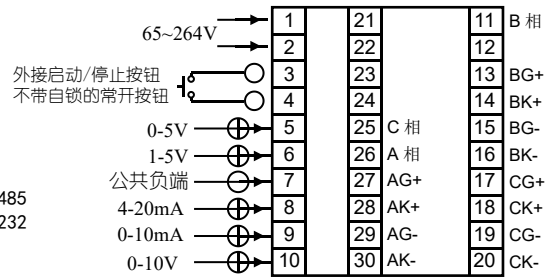 65~264V 1 21 11 B 相
2 22 12
外接启动/停止按钮 3 23 13 BG+
不带自锁的常开按钮 4 24 14 BK+
0-5V 5 25 C 相 15 BG-
1-5V 6 26 A 相 16 BK-
公共负端 7 27 AG+ 17 CG+
485
4-20mA 8 28 AK+ 18 CK+
232
0-10mA 9 29 AG- 19 CG-
0-10V 10 30 AK- 20 CK-